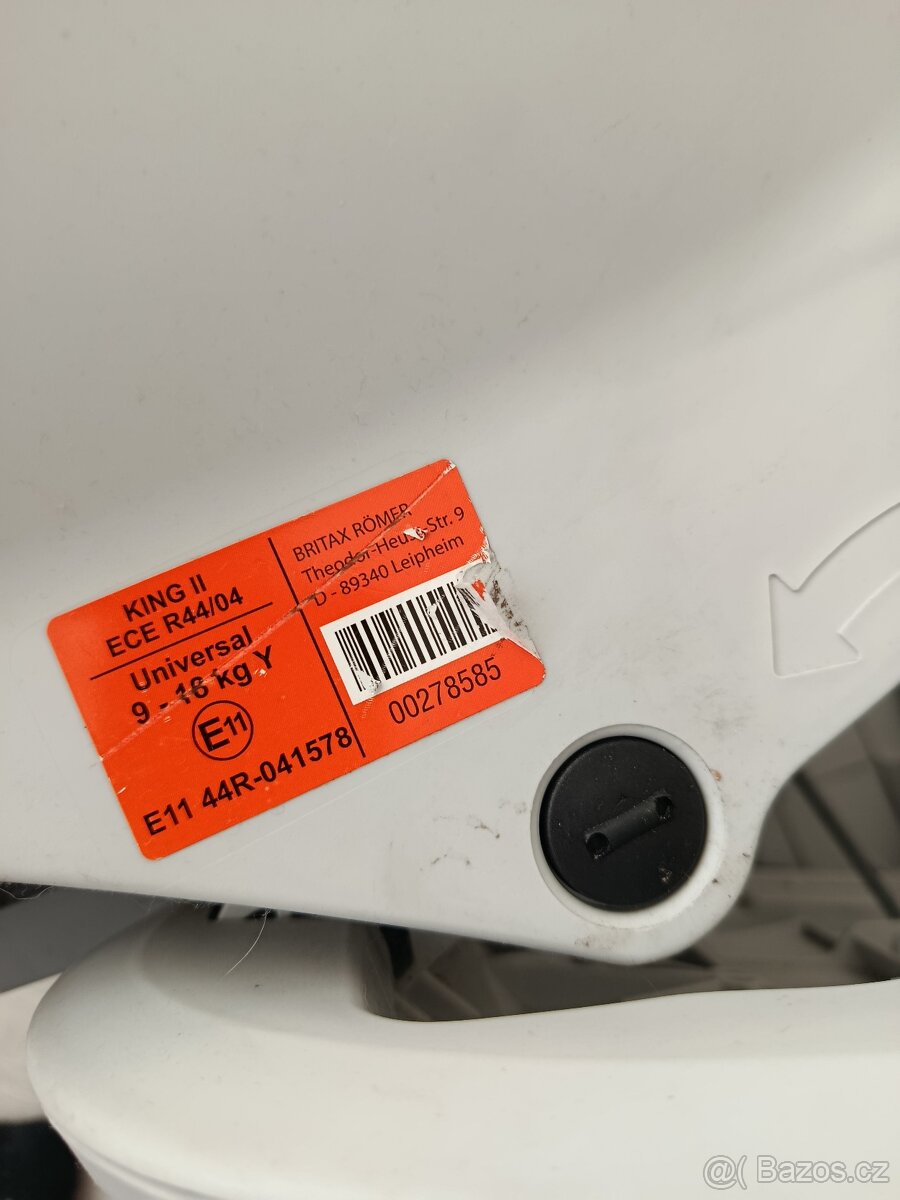 KING II
ECE R44/04
Universal
9 - 18 kg Y
E11
E11 44R-041578
BRITAX RÖMER
Theodor-Heuss-Str. 9
D - 89340 Leipheim
00278585
@( Bazos.cz